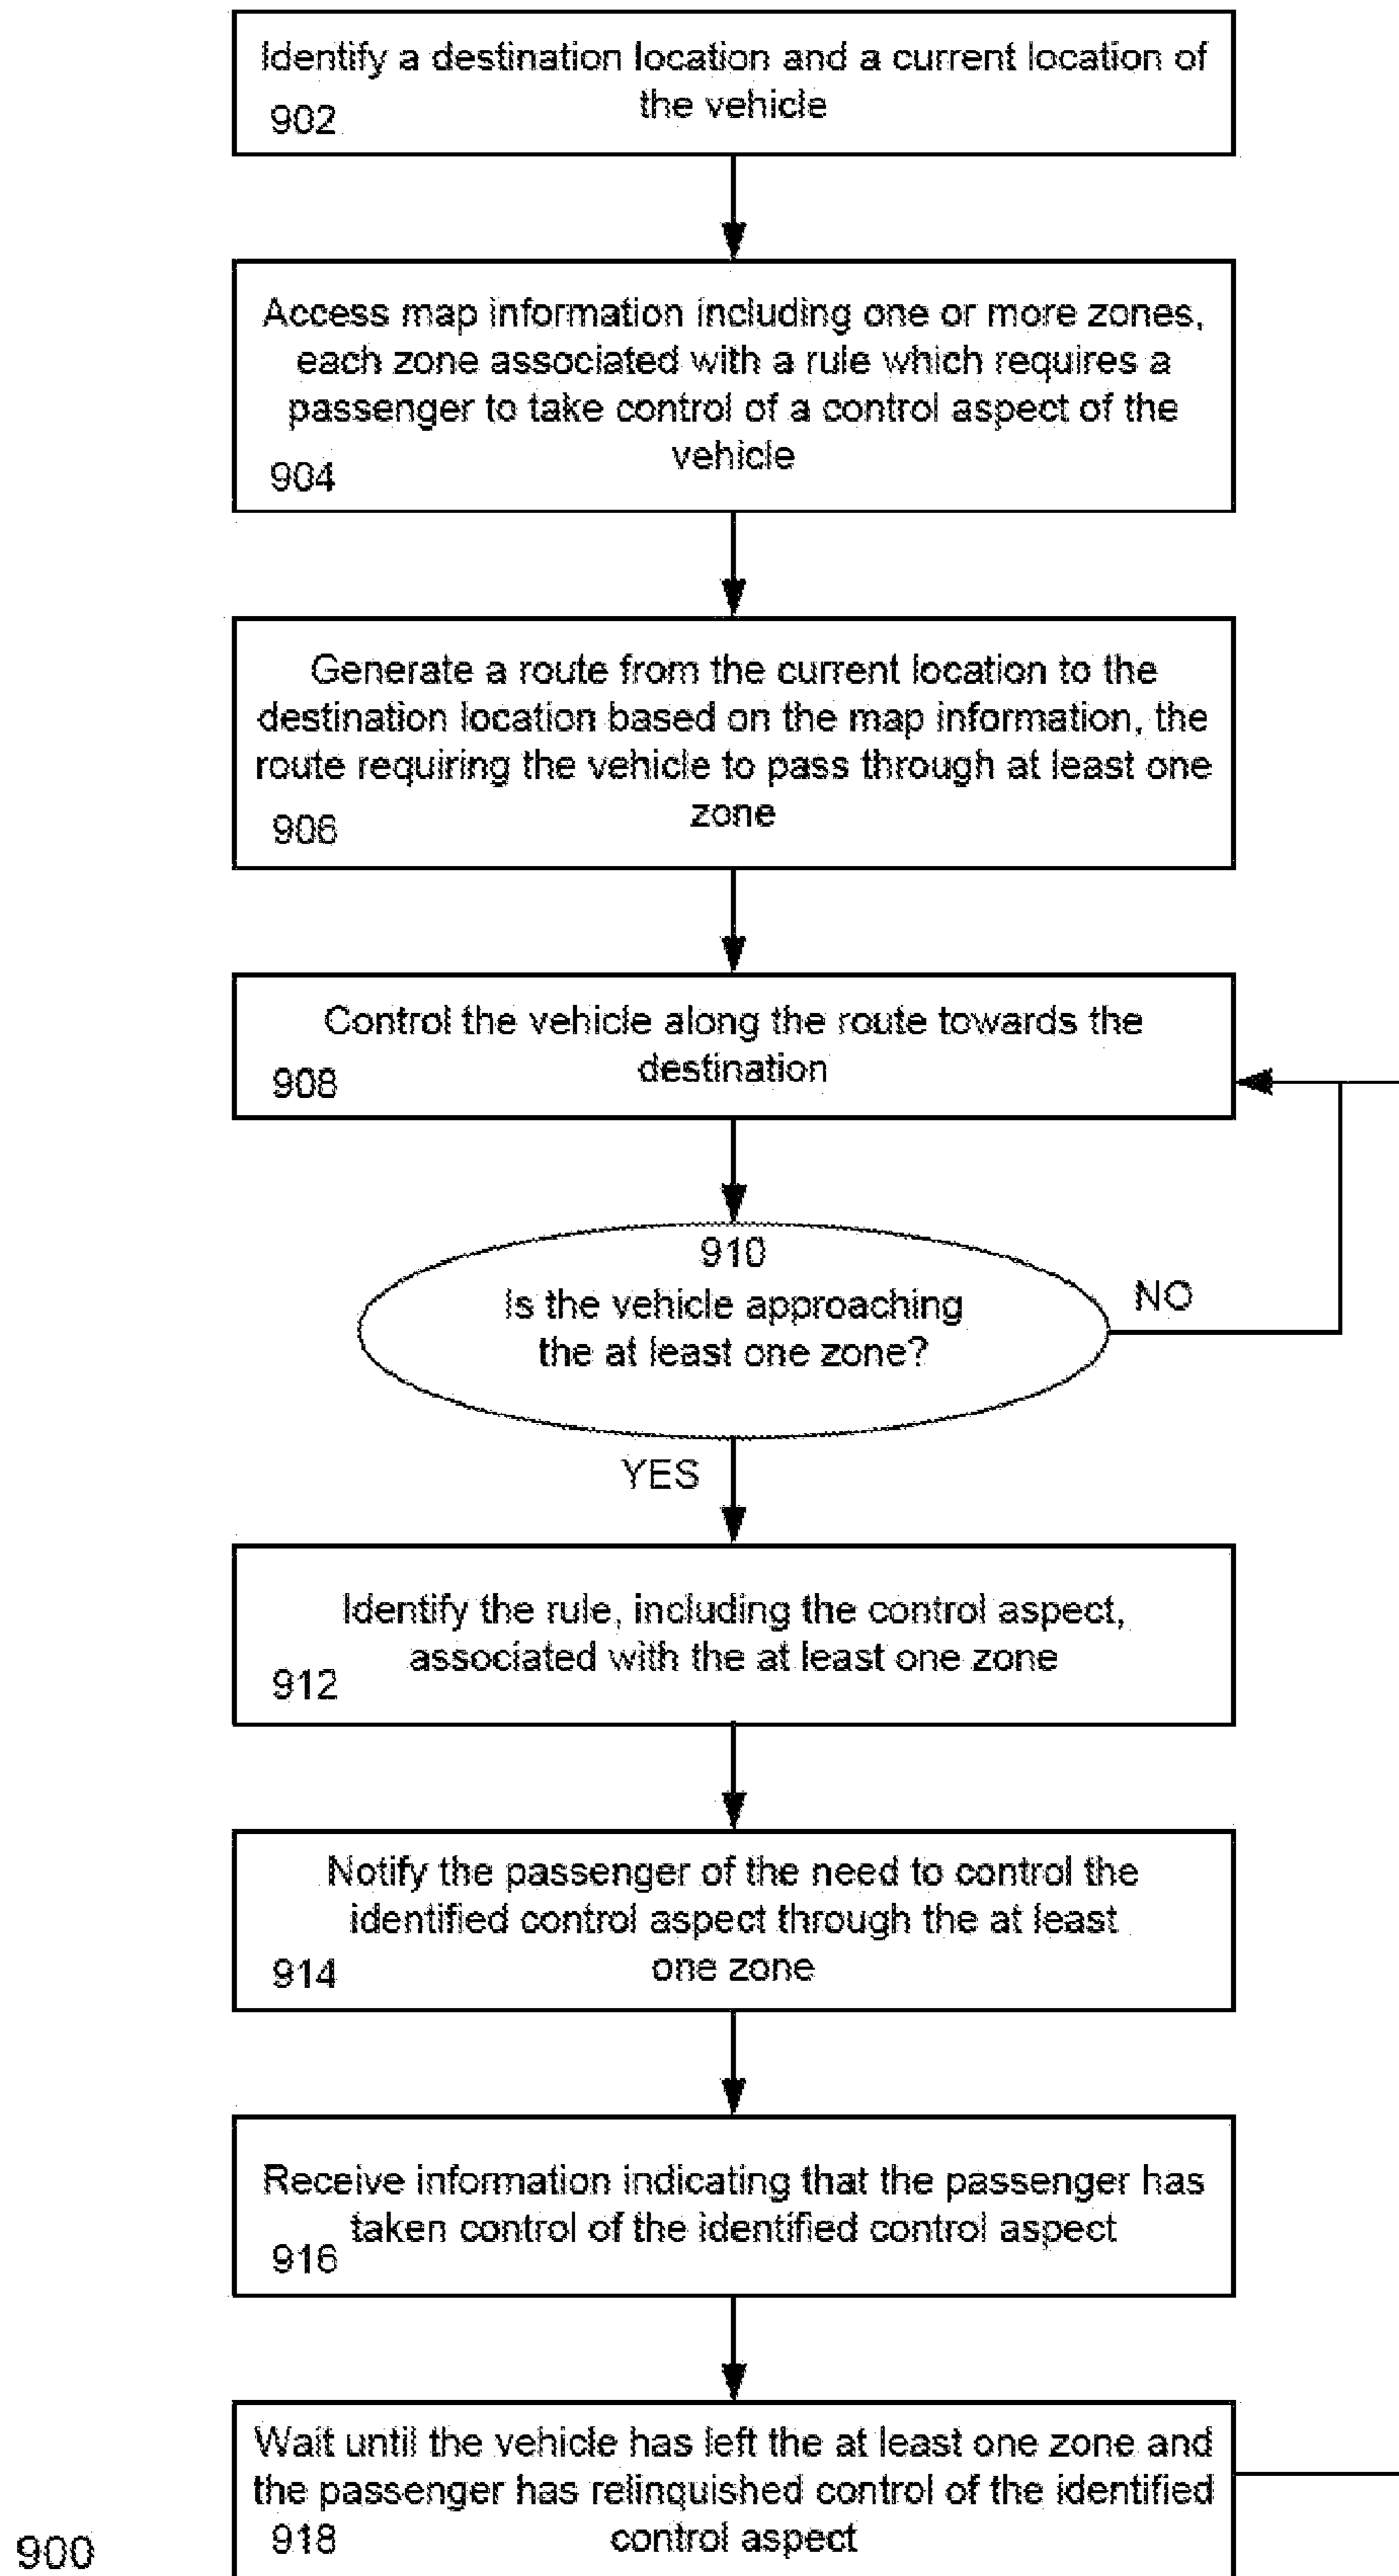 Identify a destination location and a current location of
the vehicle
902
Access map information including one or more zones,
each zone associated with a rule which requires a
passenger to take control of a control aspect of the
vehicle
904
Generate a route from the current location to the
destination location based on the map information, the
route requiring the vehicle to pass through at least one
zone
906
Control the vehicle along the route towards the
destination
908
910
Is the vehicle approaching
the at least one zone?
NO
YES
Identify the rule, including the control aspect,
associated with the at least one zone
912
Notify the passenger of the need to control the
identified control aspect through the at least
one zone
914
Receive information indicating that the passenger has
taken control of the identified control aspect
916
Wait until the vehicle has left the at least one zone and
the passenger has relinquished control of the identified
control aspect
918
900